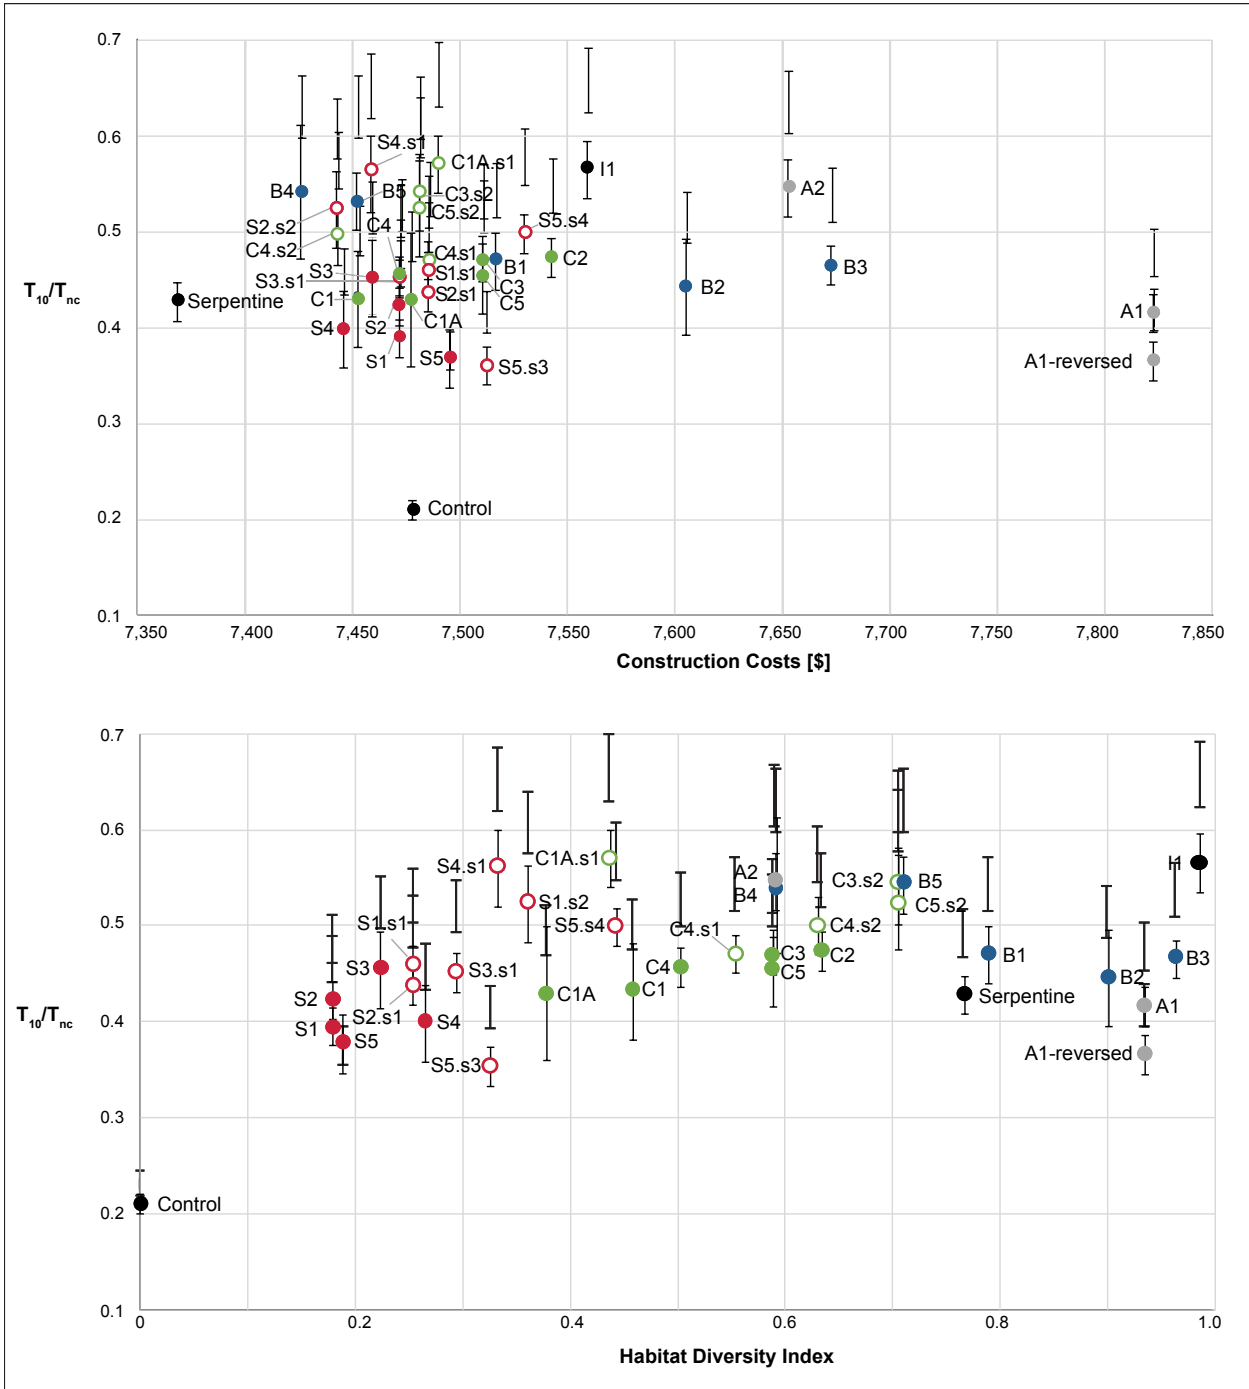 0.7
0.6
S4.s1
C1A.s1
I1
A2
B4
B5
C3.s2
S2.s2
C4
C5.s2
S5.s4
0.5
C4.s2
C4.s1
B1
C2
B3
S3
S1.s1
C3
S3.s1
B2
T10/Tnc
Serpentine
C1
S2.s1
C5
A1
0.4
S4
S2
C1A
S1
S5
S5.s3
A1-reversed
0.3
0.2
Control
0.1
7,350 7,400 7,450 7,500 7,550 7,600 7,650 7,700 7,750 7,800 7,850
Construction Costs [$]
0.7
0.6
S4.s1
C1A.s1
A2
C3.s2
B5
I1
B4
S1.s2
C5.s2
S1.s1
S5.s4
C4.s1
C4.s2
0.5
S3
S3.s1
C4
C3
C2
B1
B3
C5
B2
S2
C1A
C1
Serpentine
T10/Tnc
S1
S2.s1
S4
A1
0.4
S5
S5.s3
A1-reversed
0.3
0.2
Control
0.1
0 0.2 0.4 0.6 0.8 1.0
Habitat Diversity Index